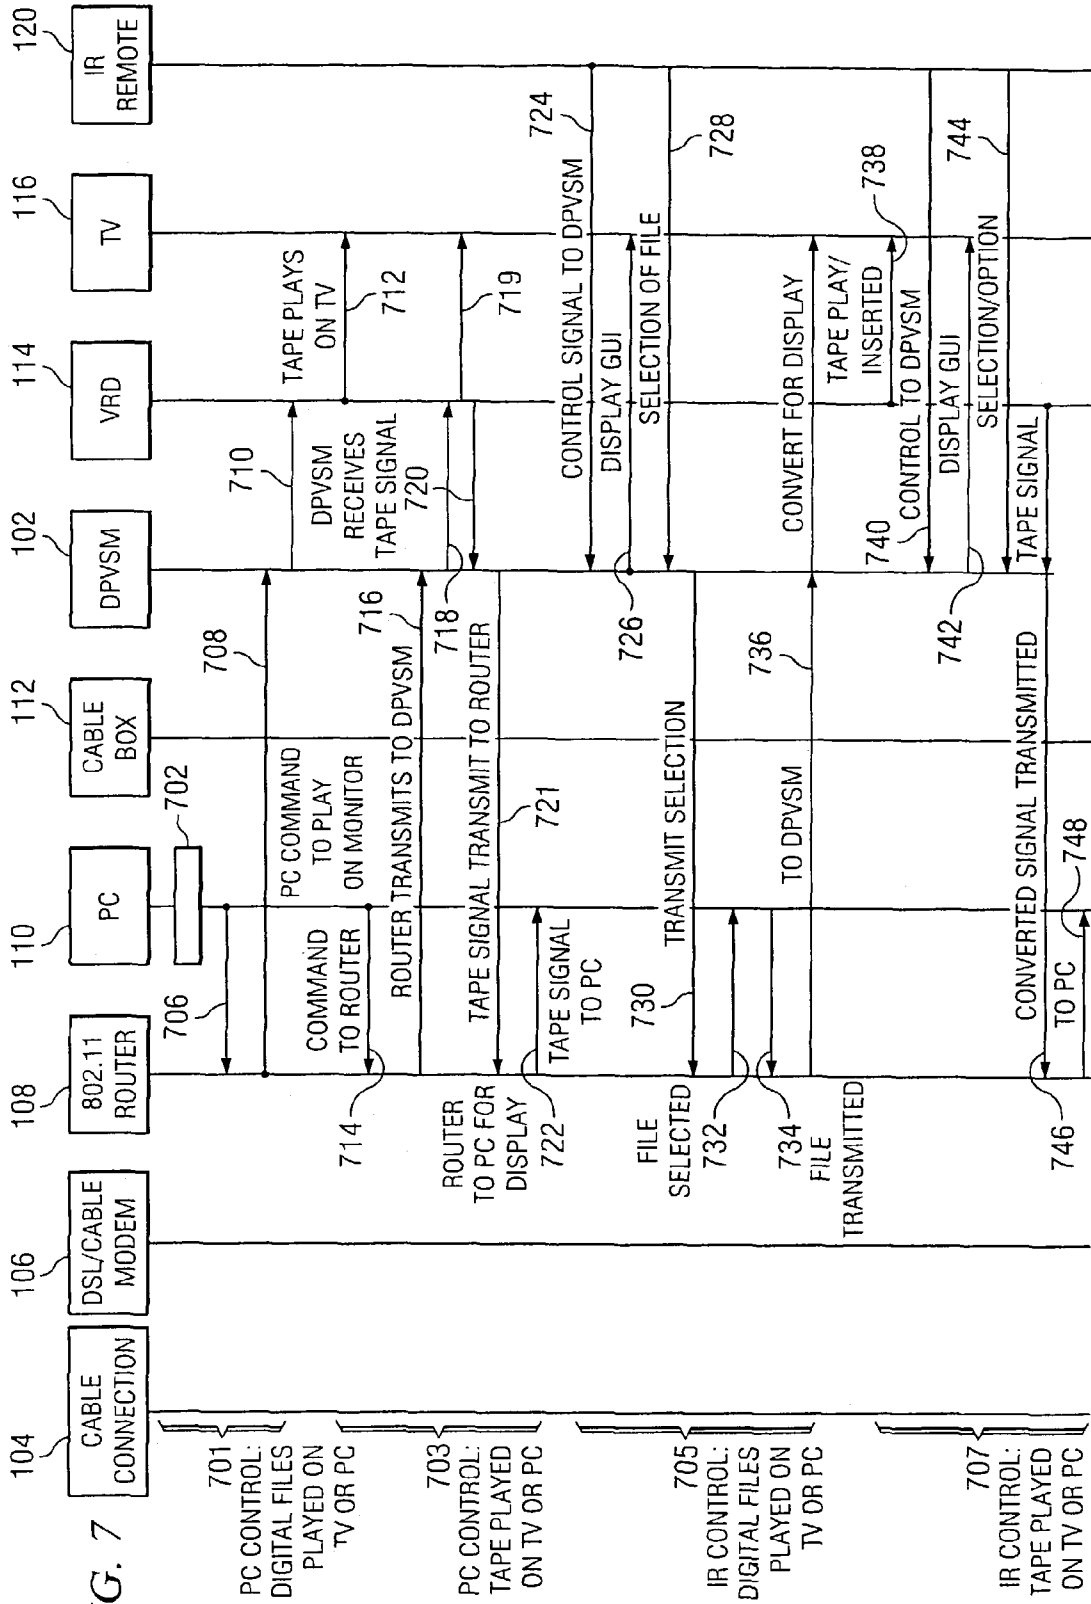 104
CABLE
CONNECTION
106
DSL/CABLE
MODEM
108
802.11
ROUTER
110
PC
112
CABLE
BOX
102
DPVSM
114
VRD
116
TV
120
IR
REMOTE
702
701
PC CONTROL:
DIGITAL FILES
PLAYED ON
TV OR PC
706
708
710
TAPE PLAYS
ON TV
712
703
PC CONTROL:
TAPE PLAYED
ON TV OR PC
PC COMMAND
TO PLAY
ON MONITOR
COMMAND
TO ROUTER
714
ROUTER TRANSMITS TO DPVSM
716
DPVSM
RECEIVES
TAPE SIGNAL
718
719
720
TAPE SIGNAL TRANSMIT TO ROUTER
721
ROUTER
TO PC FOR
DISPLAY
722
TAPE SIGNAL
TO PC
705
IR CONTROL:
DIGITAL FILES
PLAYED ON
TV OR PC
CONTROL SIGNAL TO DPVSM
724
DISPLAY GUI
726
SELECTION OF FILE
728
TRANSMIT SELECTION
730
FILE
SELECTED
732
734
FILE
TRANSMITTED
TO DPVSM
736
CONVERT FOR DISPLAY
707
IR CONTROL:
TAPE PLAYED
ON TV OR PC
TAPE PLAY/
INSERTED
738
CONTROL TO DPVSM
740
DISPLAY GUI
742
SELECTION/OPTION
744
TAPE SIGNAL
CONVERTED SIGNAL TRANSMITTED
746
TO PC
748
G. 7